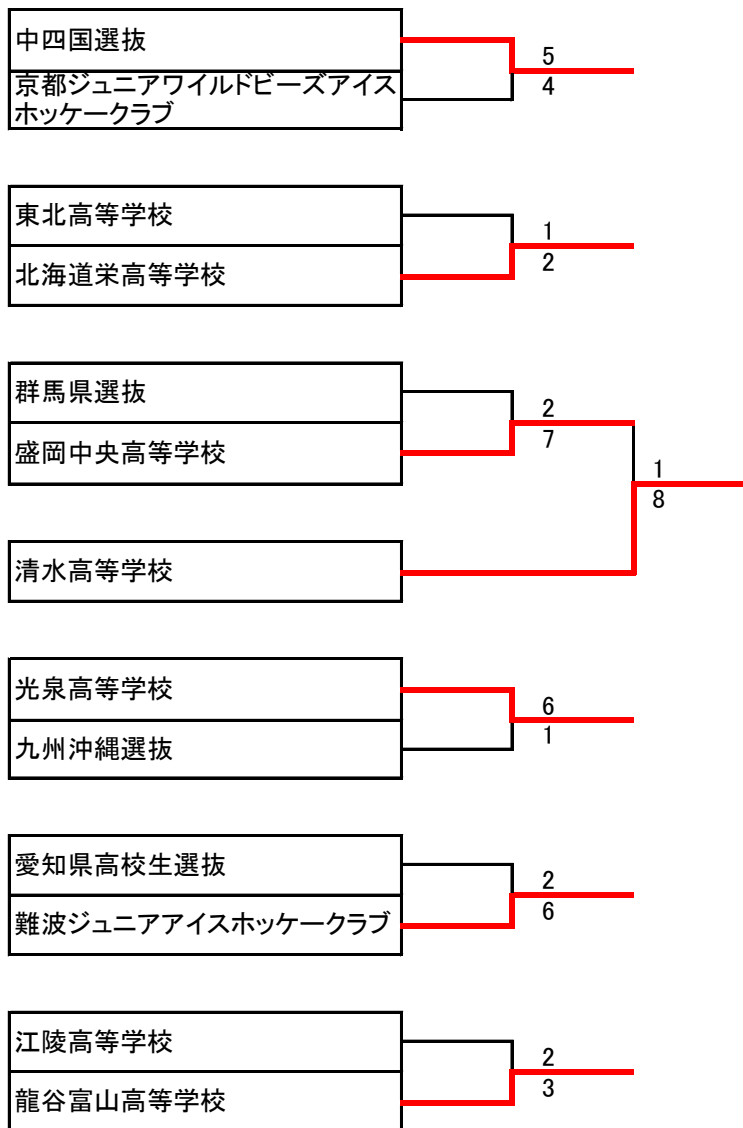 中四国選抜
京都ジュニアワイルドビーズアイス
ホッケークラブ
5
4
東北高等学校
北海道栄高等学校
1
2
群馬県選抜
盛岡中央高等学校
2
7
1
8
清水高等学校
光泉高等学校
九州沖縄選抜
6
1
愛知県高校生選抜
難波ジュニアアイスホッケークラブ
2
6
江陵高等学校
龍谷富山高等学校
2
3